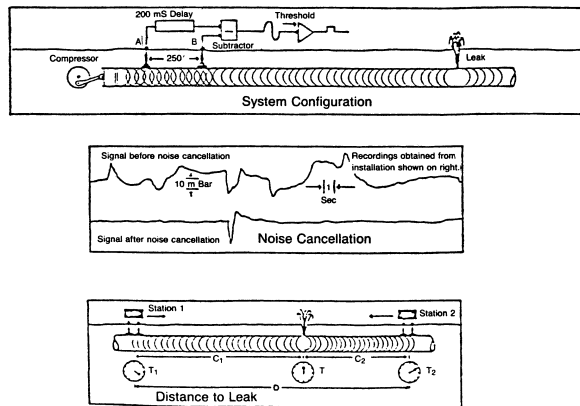 200 mS Delay
Threshold
A
B
Subtractor
Compressor
250'
Leak
System Configuration
Signal before noise cancellation
Recordings obtained from
installation shown on right.
10 m Bar
1
Sec
Signal after noise cancellation
Noise Cancellation
Station 1
Station 2
C1
C2
T1
T
T2
D
Distance to Leak